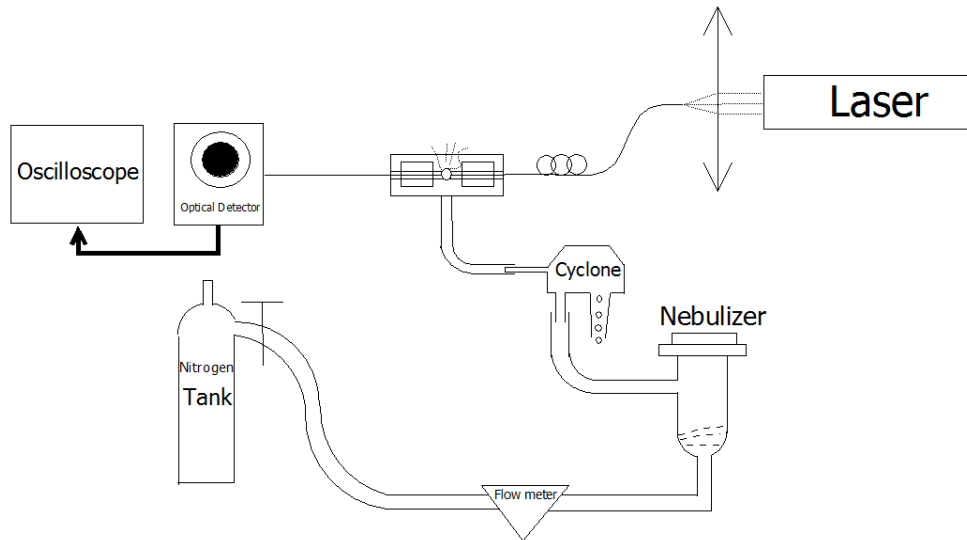 Laser
Oscilloscope
Optical Detector
Cyclone
Nebulizer
Nitrogen
Tank
Flow meter